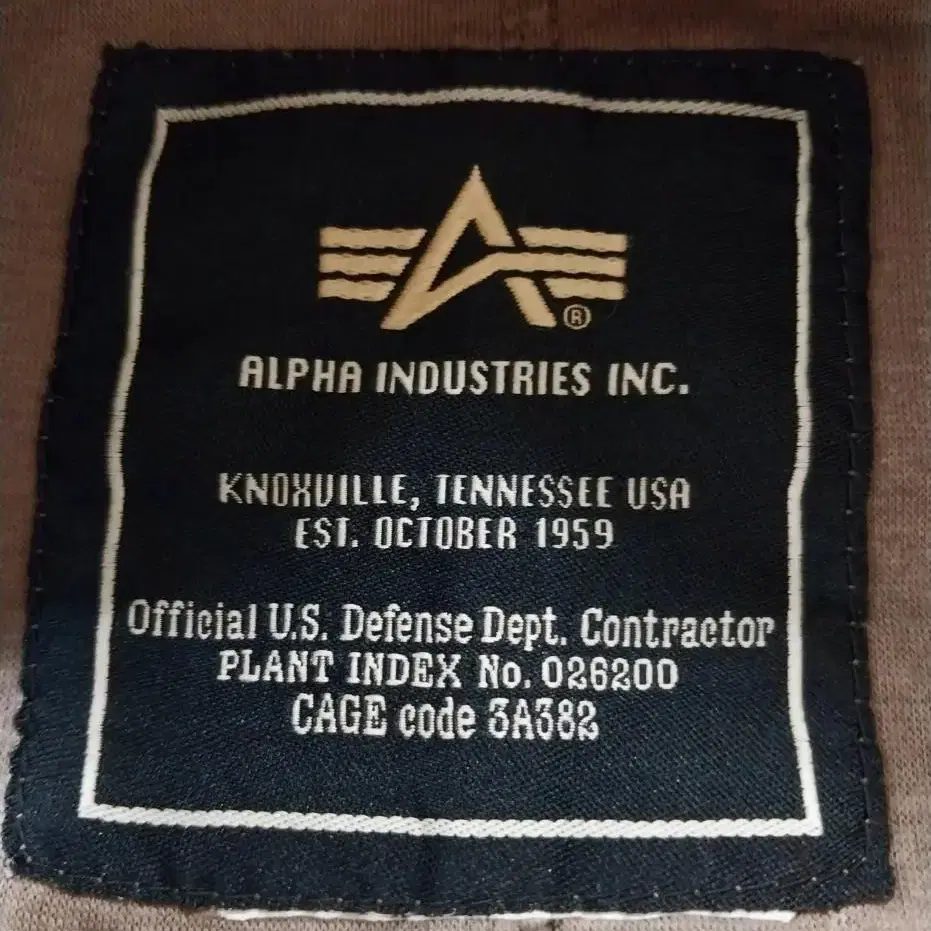 ®
ALPHA INDUSTRIES INC.
KNOXVILLE, TENNESSEE USA
EST. OCTOBER 1959
Official U.S. Defense Dept. Contractor
PLANT INDEX No. 026200
CAGE code 3A382